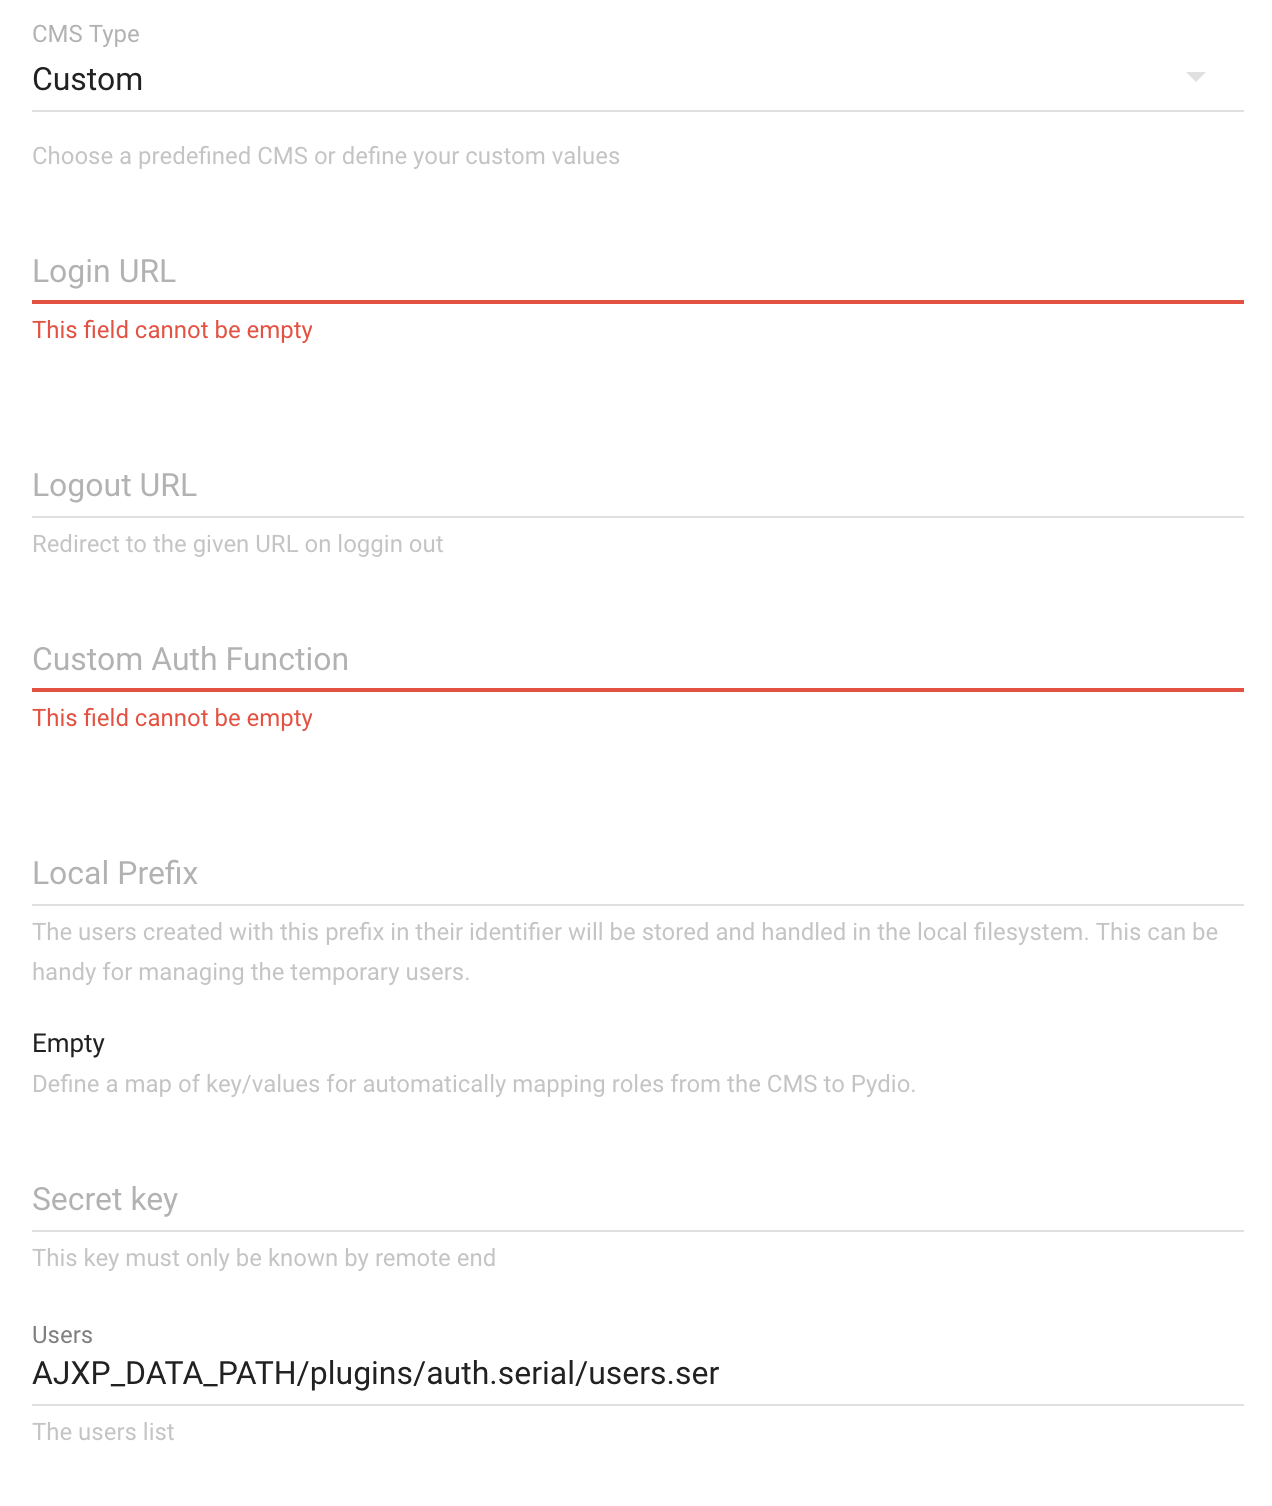 CMS Type
Custom
Choose a predefined CMS or define your custom values
Login URL
This field cannot be empty
Logout URL
Redirect to the given URL on loggin out
Custom Auth Function
This field cannot be empty
Local Prefix
The users created with this prefix in their identifier will be stored and handled in the local filesystem. This can be
handy for managing the temporary users.
Empty
Define a map of key/values for automatically mapping roles from the CMS to Pydio.
Secret key
This key must only be known by remote end
Users
AJXP_DATA_PATH/plugins/auth.serial/users.ser
The users list